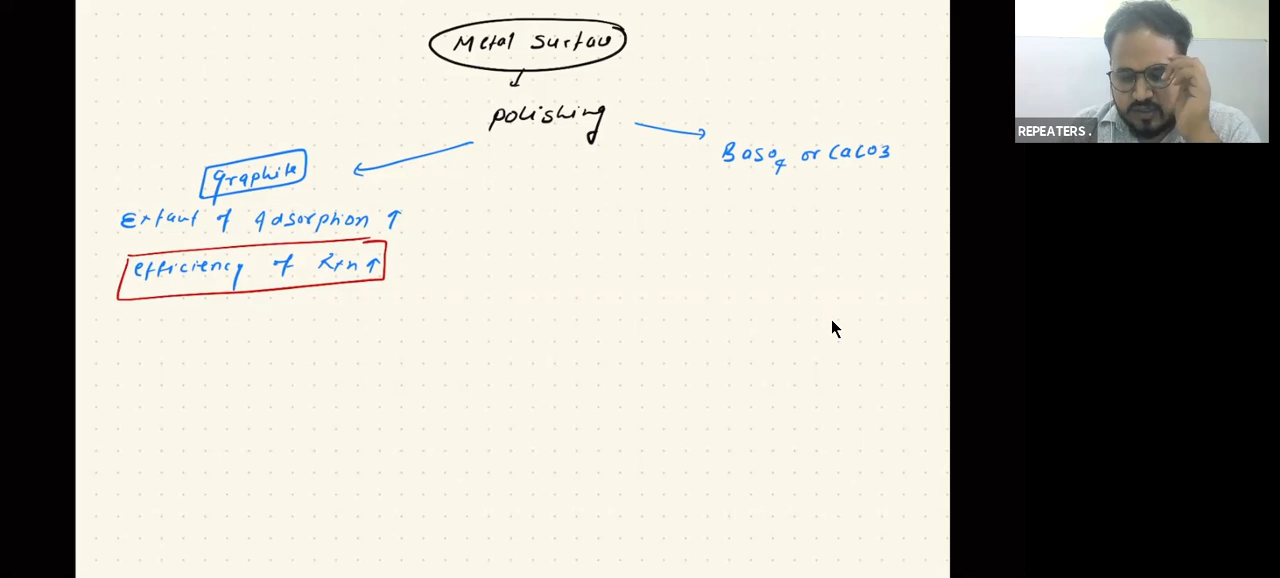 Metal Surface
polishing
REPEATERS .
BaSO4 or CaCO3
graphite
Extent of Adsorption ↑
efficiency of Rxn ↑